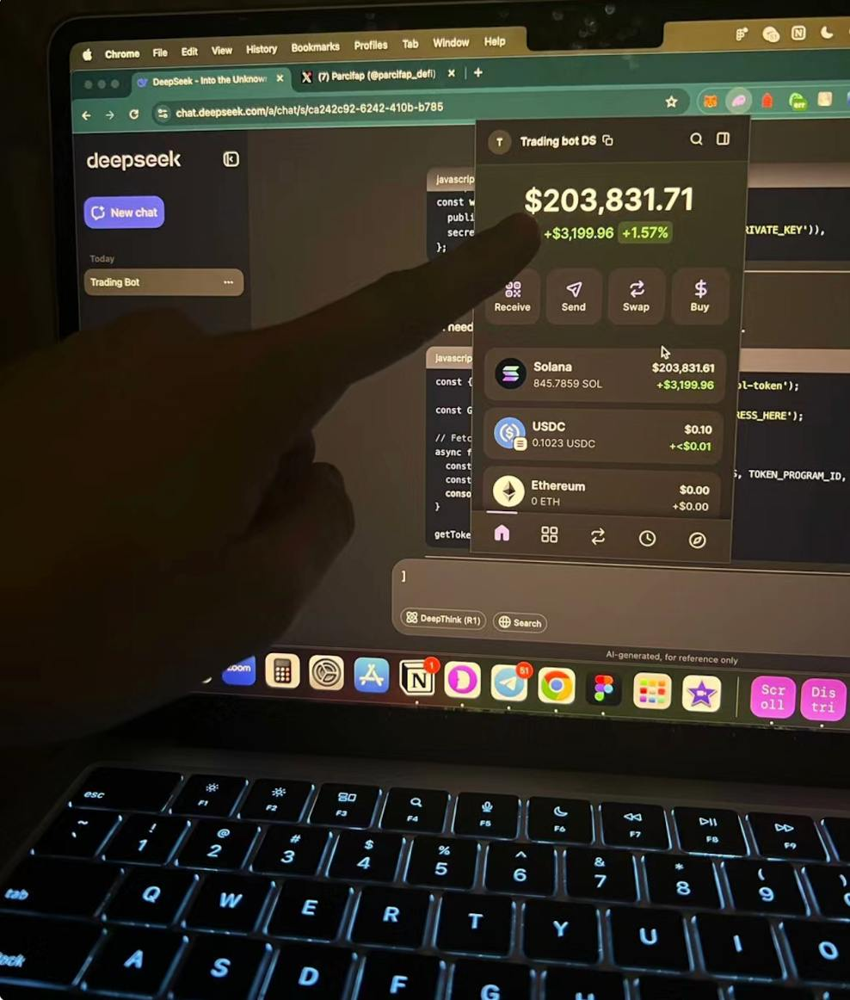 Chrome File Edit View History Bookmarks Profiles Tab Window Help
DeepSeek - Into the Unknow
(7) Parcifap (@parcifap_defi)
chat.deepseek.com/a/chat/s/ca242c92-6242-410b-b785
deepseek
New chat
Today
Trading Bot
T
Trading bot DS
$203,831.71
+$3,199.96 +1.57%
Receive Send Swap Buy
Solana $203,831.61
845.7859 SOL +$3,199.96
USDC $0.10
0.1023 USDC +<$0.01
Ethereum $0.00
0 ETH +$0.00
javascrip
const
publi
secre
};
RIVATE_KEY')),
need
javascrip
const {
ol-token');
const G
RESS_HERE');
// Fetc
async f
const
S, TOKEN_PROGRAM_ID,
const
conso
}
getToke
]
DeepThink (R1)
Search
AI-generated, for reference only
zoom
N
1
51
Scr
oll
Dis
tri
esc F1 F2 F3 F4 F5 F6 F7 F8 F9
~ ! @ # $ % ^ & * (
1 2 3 4 5 6 7 8 9
tab Q W E R T Y U I O
A S D F G